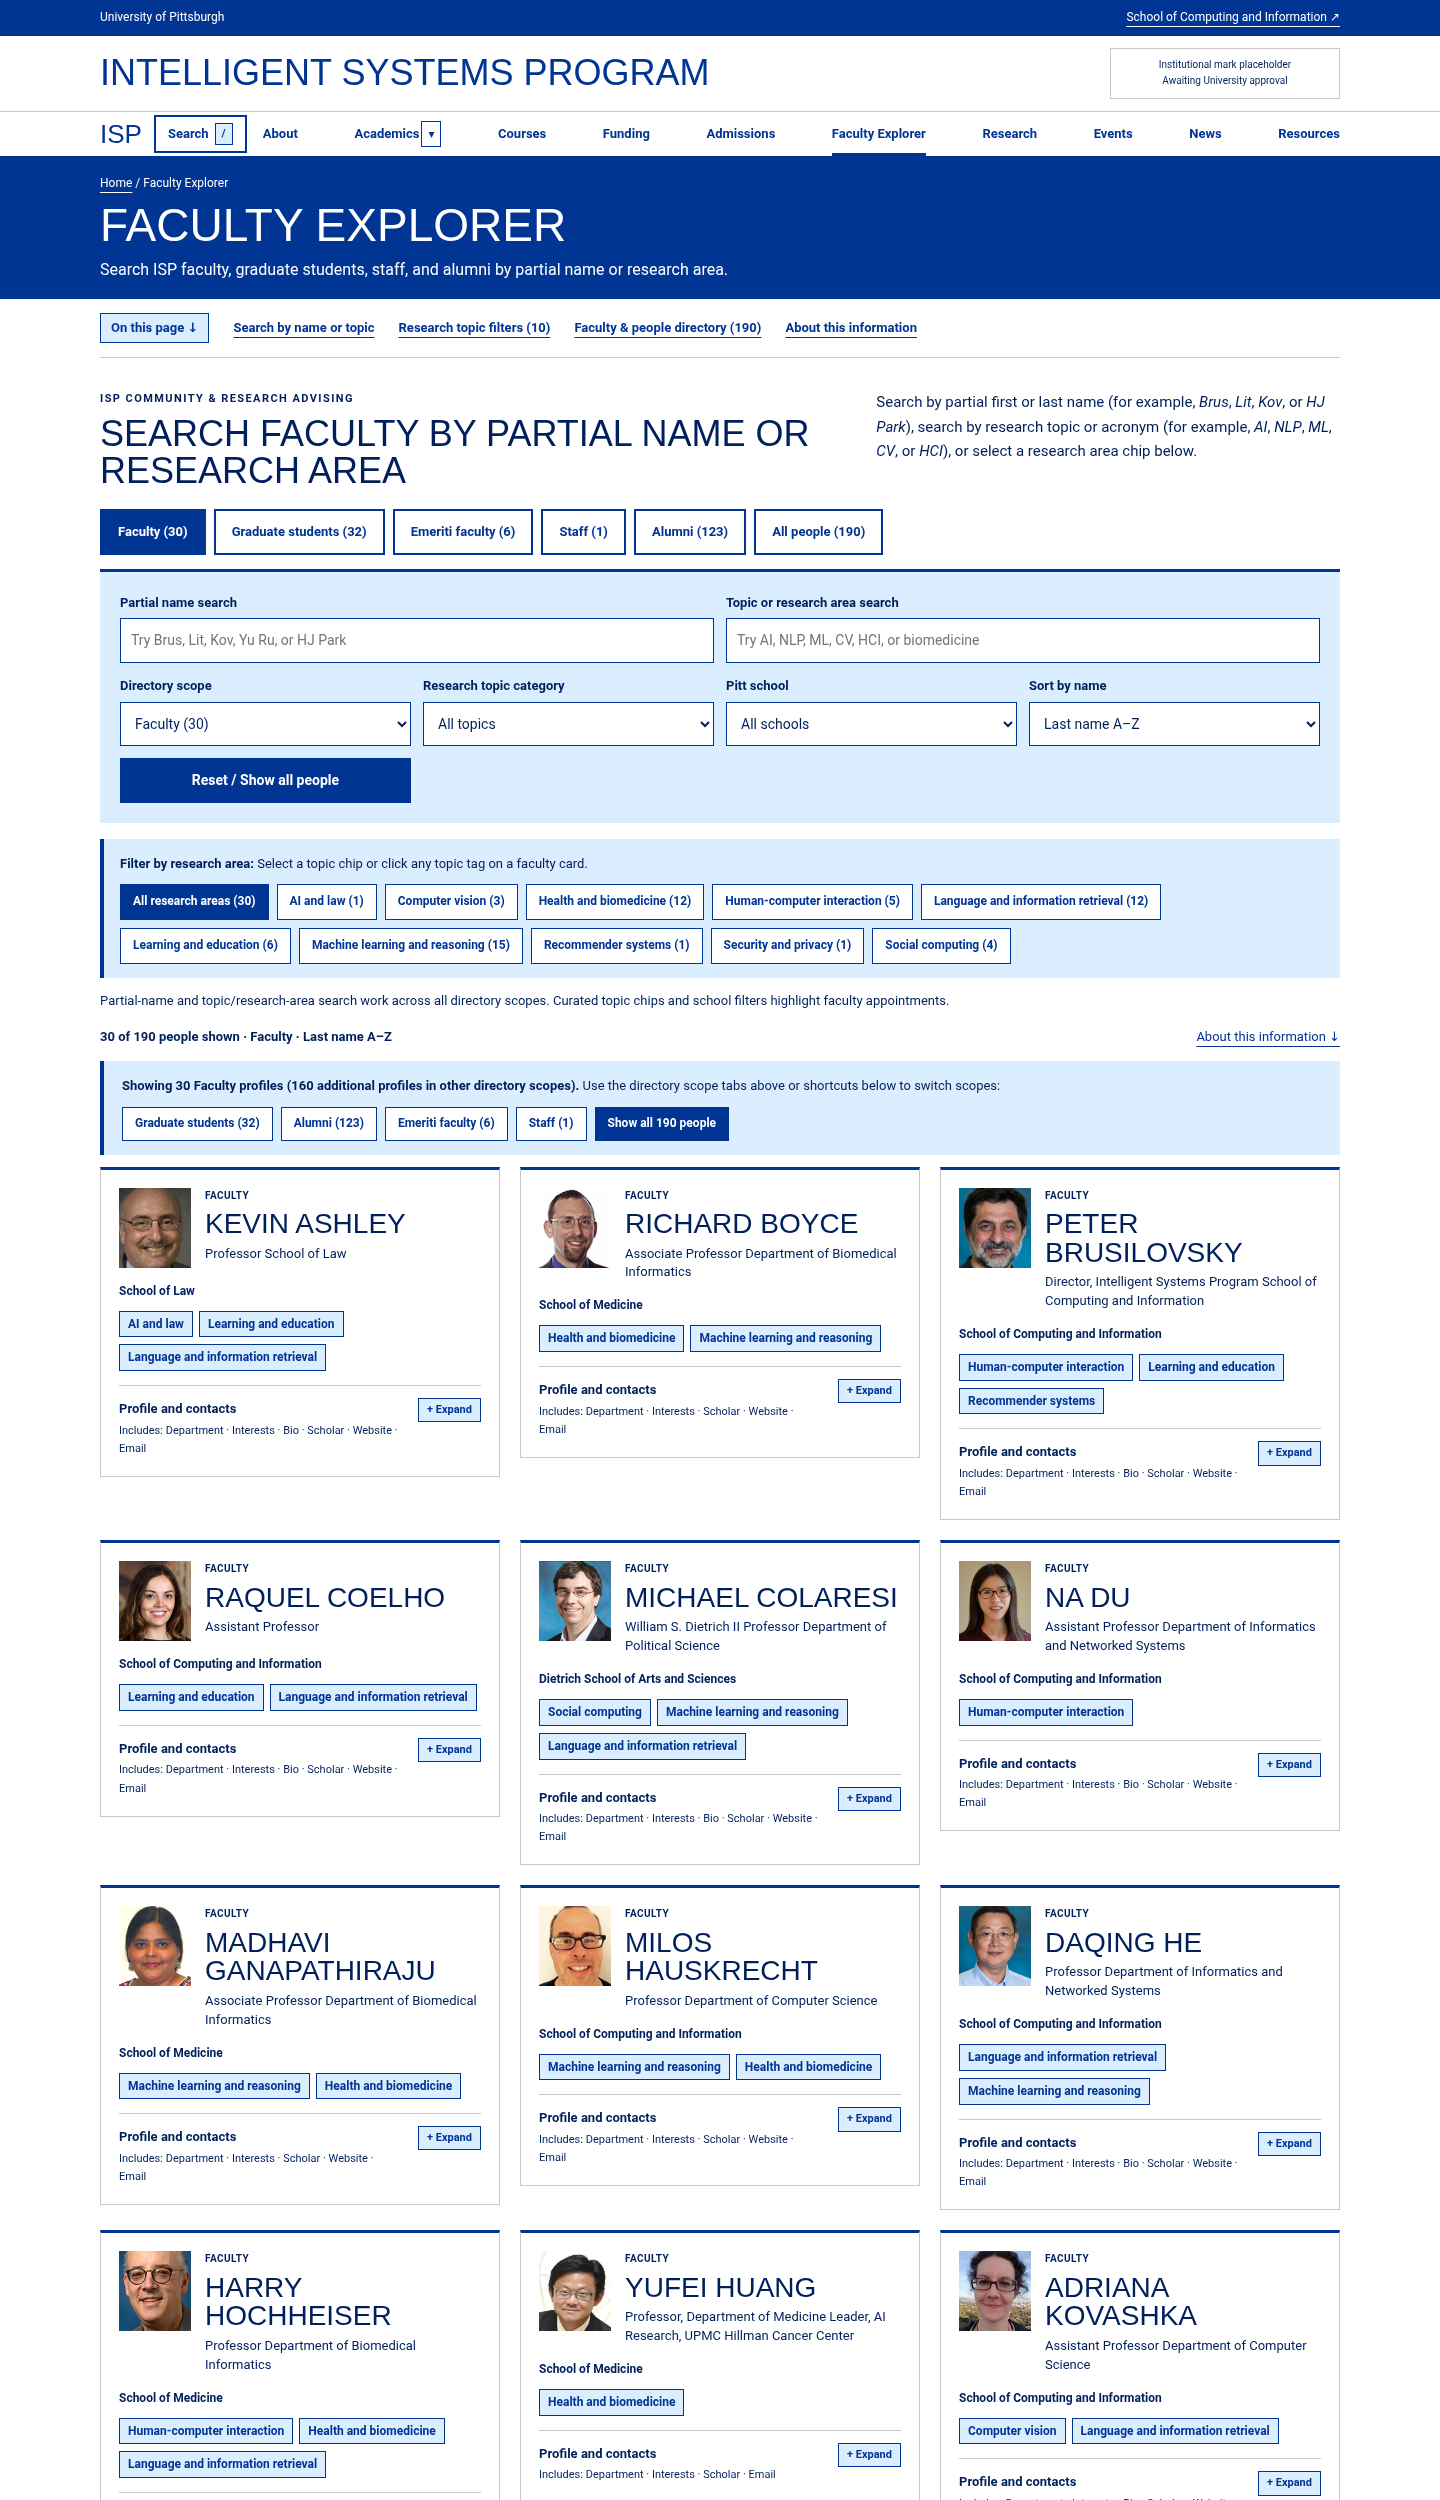 University of Pittsburgh
School of Computing and Information ↗
INTELLIGENT SYSTEMS PROGRAM
Institutional mark placeholder
Awaiting University approval
ISP
Search /
About
Academics ▾
Courses
Funding
Admissions
Faculty Explorer
Research
Events
News
Resources
Home / Faculty Explorer
FACULTY EXPLORER
Search ISP faculty, graduate students, staff, and alumni by partial name or research area.
On this page ↓
Search by name or topic
Research topic filters (10)
Faculty & people directory (190)
About this information
ISP COMMUNITY & RESEARCH ADVISING
SEARCH FACULTY BY PARTIAL NAME OR
RESEARCH AREA
Search by partial first or last name (for example, Brus, Lit, Kov, or HJ
Park), search by research topic or acronym (for example, AI, NLP, ML,
CV, or HCI), or select a research area chip below.
Faculty (30)
Graduate students (32)
Emeriti faculty (6)
Staff (1)
Alumni (123)
All people (190)
Partial name search
Topic or research area search
Try Brus, Lit, Kov, Yu Ru, or HJ Park
Try AI, NLP, ML, CV, HCI, or biomedicine
Directory scope
Research topic category
Pitt school
Sort by name
Faculty (30)
All topics
All schools
Last name A–Z
Reset / Show all people
Filter by research area: Select a topic chip or click any topic tag on a faculty card.
All research areas (30)
AI and law (1)
Computer vision (3)
Health and biomedicine (12)
Human-computer interaction (5)
Language and information retrieval (12)
Learning and education (6)
Machine learning and reasoning (15)
Recommender systems (1)
Security and privacy (1)
Social computing (4)
Partial-name and topic/research-area search work across all directory scopes. Curated topic chips and school filters highlight faculty appointments.
30 of 190 people shown · Faculty · Last name A–Z
About this information ↓
Showing 30 Faculty profiles (160 additional profiles in other directory scopes). Use the directory scope tabs above or shortcuts below to switch scopes:
Graduate students (32)
Alumni (123)
Emeriti faculty (6)
Staff (1)
Show all 190 people
FACULTY
KEVIN ASHLEY
Professor School of Law
School of Law
AI and law
Learning and education
Language and information retrieval
Profile and contacts
+ Expand
Includes: Department · Interests · Bio · Scholar · Website ·
Email
FACULTY
RICHARD BOYCE
Associate Professor Department of Biomedical
Informatics
School of Medicine
Health and biomedicine
Machine learning and reasoning
Profile and contacts
+ Expand
Includes: Department · Interests · Scholar · Website ·
Email
FACULTY
PETER
BRUSILOVSKY
Director, Intelligent Systems Program School of
Computing and Information
School of Computing and Information
Human-computer interaction
Learning and education
Recommender systems
Profile and contacts
+ Expand
Includes: Department · Interests · Bio · Scholar · Website ·
Email
FACULTY
RAQUEL COELHO
Assistant Professor
School of Computing and Information
Learning and education
Language and information retrieval
Profile and contacts
+ Expand
Includes: Department · Interests · Bio · Scholar · Website ·
Email
FACULTY
MICHAEL COLARESI
William S. Dietrich II Professor Department of
Political Science
Dietrich School of Arts and Sciences
Social computing
Machine learning and reasoning
Language and information retrieval
Profile and contacts
+ Expand
Includes: Department · Interests · Bio · Scholar · Website ·
Email
FACULTY
NA DU
Assistant Professor Department of Informatics
and Networked Systems
School of Computing and Information
Human-computer interaction
Profile and contacts
+ Expand
Includes: Department · Interests · Bio · Scholar · Website ·
Email
FACULTY
MADHAVI
GANAPATHIRAJU
Associate Professor Department of Biomedical
Informatics
School of Medicine
Machine learning and reasoning
Health and biomedicine
Profile and contacts
+ Expand
Includes: Department · Interests · Scholar · Website ·
Email
FACULTY
MILOS
HAUSKRECHT
Professor Department of Computer Science
School of Computing and Information
Machine learning and reasoning
Health and biomedicine
Profile and contacts
+ Expand
Includes: Department · Interests · Scholar · Website ·
Email
FACULTY
DAQING HE
Professor Department of Informatics and
Networked Systems
School of Computing and Information
Language and information retrieval
Machine learning and reasoning
Profile and contacts
+ Expand
Includes: Department · Interests · Bio · Scholar · Website ·
Email
FACULTY
HARRY
HOCHHEISER
Professor Department of Biomedical
Informatics
School of Medicine
Human-computer interaction
Health and biomedicine
Language and information retrieval
FACULTY
YUFEI HUANG
Professor, Department of Medicine Leader, AI
Research, UPMC Hillman Cancer Center
School of Medicine
Health and biomedicine
Profile and contacts
+ Expand
Includes: Department · Interests · Scholar · Email
FACULTY
ADRIANA
KOVASHKA
Assistant Professor Department of Computer
Science
School of Computing and Information
Computer vision
Language and information retrieval
Profile and contacts
+ Expand